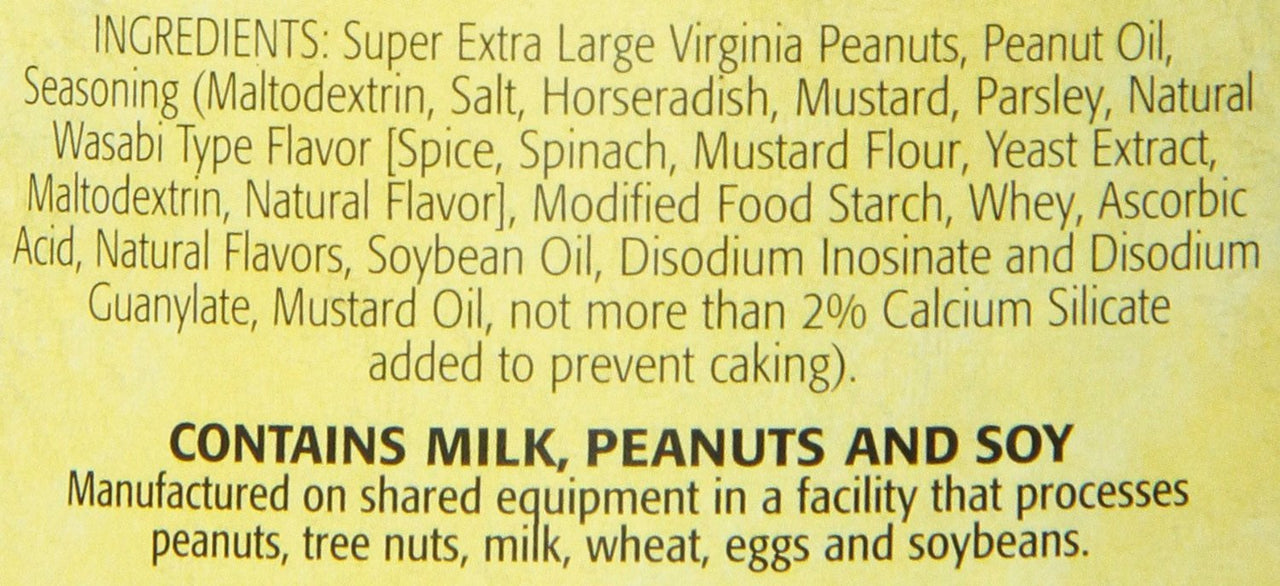 INGREDIENTS: Super Extra Large Virginia Peanuts, Peanut Oil,
Seasoning (Maltodextrin, Salt, Horseradish, Mustard, Parsley, Natural
Wasabi Type Flavor [Spice, Spinach, Mustard Flour, Yeast Extract,
Maltodextrin, Natural Flavor], Modified Food Starch, Whey, Ascorbic
Acid, Natural Flavors, Soybean Oil, Disodium Inosinate and Disodium
Guanylate, Mustard Oil, not more than 2% Calcium Silicate
added to prevent caking).
CONTAINS MILK, PEANUTS AND SOY
Manufactured on shared equipment in a facility that processes
peanuts, tree nuts, milk, wheat, eggs and soybeans.